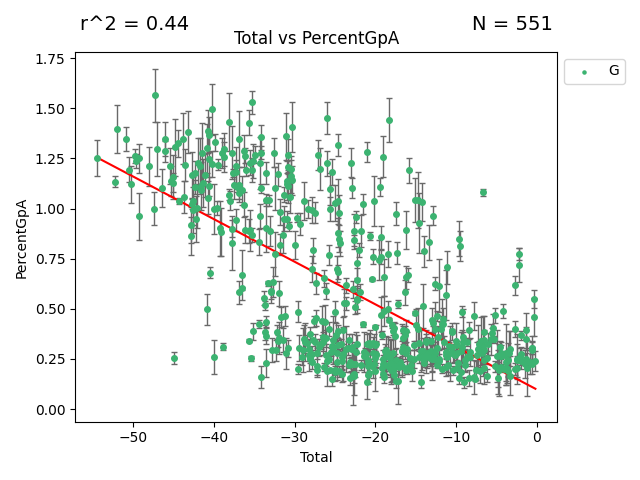 r^2 = 0.44
N = 551
Total vs PercentGpA
G
PercentGpA
1.75
1.50
1.25
1.00
0.75
0.50
0.25
0.00
−50
−40
−30
−20
−10
0
Total